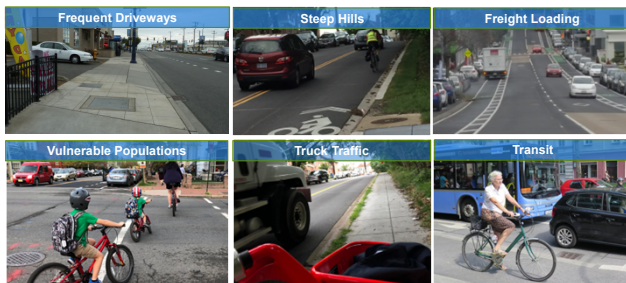 Frequent Driveways
Steep Hills
Freight Loading
Vulnerable Populations
Truck Traffic
Transit